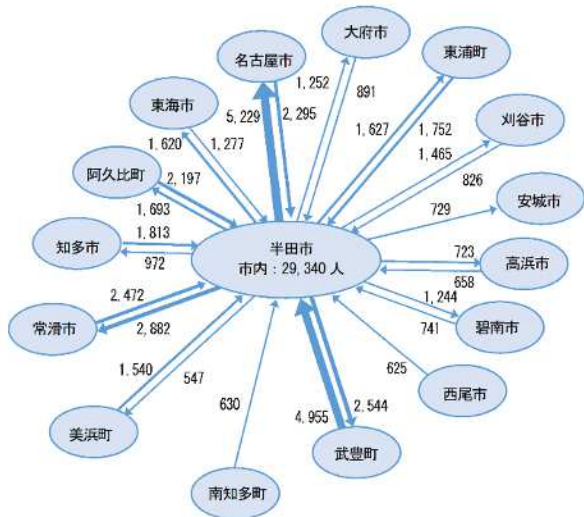 大府市
名古屋市
東浦町
1,252
891
東海市
5,229
2,295
刈谷市
1,627
1,752
1,620
1,277
1,465
阿久比町
2,197
826
安城市
1,693
729
知多市
1,813
半田市
723
高浜市
972
市内：29,340 人
658
2,472
1,244
常滑市
2,882
741
碧南市
1,540
547
625
西尾市
630
4,955
2,544
美浜町
武豊町
南知多町